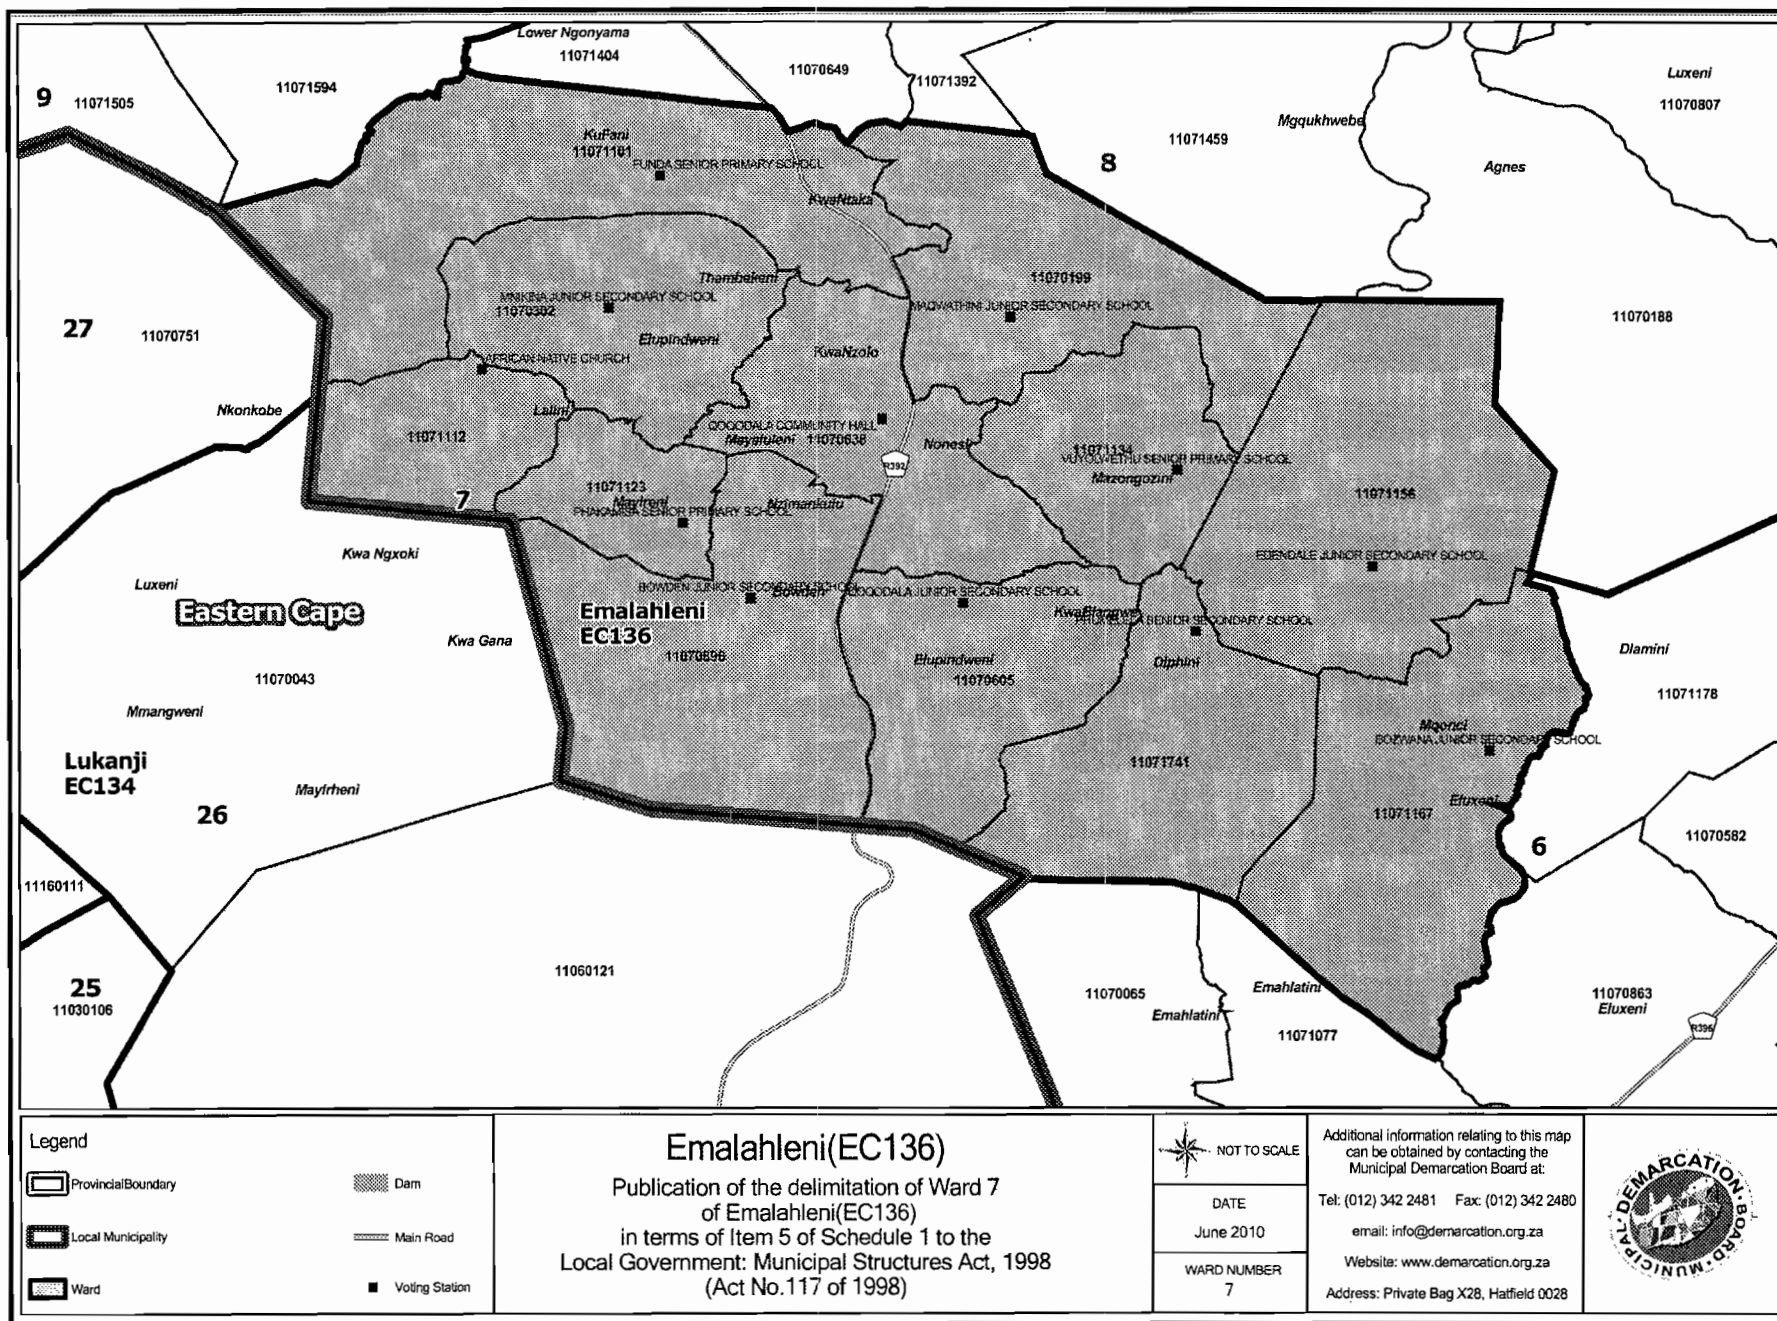 Lower Ngonyama
11071404
11070649
11071392
Luxeni
11070807
9
11071505
11071594
Mgqukhwebe
11071459
8
Agnes
KuFani
11071101
FUNDA SENIOR PRIMARY SCHOOL
KwaNtaka
Thambekeni
11070199
MNIKINA JUNIOR SECONDARY SCHOOL
11070302
MAQWATHINI JUNIOR SECONDARY SCHOOL
11070188
27
11070751
Elupindweni
KwaNzolo
AFRICAN NATIVE CHURCH
Nkonkobe
Lalini
11071112
QOQODALA COMMUNITY HALL
11070638
Nonesi
11071134
VUYOLWETHU SENIOR PRIMARY SCHOOL
R392
Mazongozini
11071156
11071123
7
PHAKAMISA SENIOR PRIMARY SCHOOL
Kwa Ngxoki
EDENDALE JUNIOR SECONDARY SCHOOL
Luxeni
BOWDEN JUNIOR SECONDARY SCHOOL
Bowden
QOQODALA JUNIOR SECONDARY SCHOOL
Eastern Cape
Emalahleni
EC136
Kwa Gana
11070696
Elupindweni
11070605
Diphini
Dlamini
11070043
11071178
Mmangweni
BOZWANA JUNIOR SECONDARY SCHOOL
Lukanji
EC134
11071741
Mayirheni
26
Eluxeni
11071167
6
11070582
11160111
11060121
25
11030106
11070065
Emahlatini
Emahlatini
11071077
11070863
Eluxeni
R396
Legend
ProvincialBoundary
Dam
Local Municipality
Main Road
Ward
Voting Station
Emalahleni(EC136)
Publication of the delimitation of Ward 7
of Emalahleni(EC136)
in terms of Item 5 of Schedule 1 to the
Local Government: Municipal Structures Act, 1998
(Act No.117 of 1998)
NOT TO SCALE
DATE
June 2010
WARD NUMBER
7
Additional information relating to this map
can be obtained by contacting the
Municipal Demarcation Board at:
Tel: (012) 342 2481 Fax: (012) 342 2480
email: info@demarcation.org.za
Website: www.demarcation.org.za
Address: Private Bag X28, Hatfield 0028
MUNICIPAL DEMARCATION BOARD